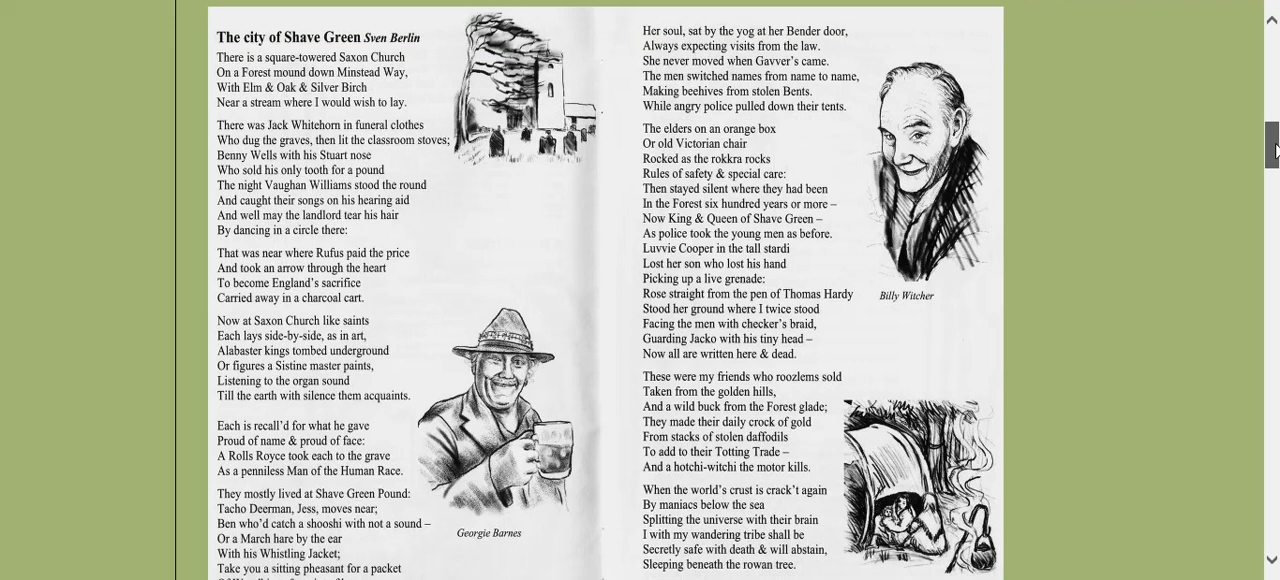 The city of Shave Green Sven Berlin
There is a square-towered Saxon Church
On a Forest mound down Minstead Way,
With Elm & Oak & Silver Birch
Near a stream where I would wish to lay.
There was Jack Whitehorn in funeral clothes
Who dug the graves, then lit the classroom stoves;
Benny Wells with his Stuart nose
Who sold his only tooth for a pound
The night Vaughan Williams stood the round
And caught their songs on his hearing aid
And well may the landlord tear his hair
By dancing in a circle there:
That was near where Rufus paid the price
And took an arrow through the heart
To become England's sacrifice
Carried away in a charcoal cart.
Now at Saxon Church like saints
Each lays side-by-side, as in art,
Alabaster kings tombed underground
Or figures a Sistine master paints,
Listening to the organ sound
Till the earth with silence them acquaints.
Each is recall'd for what he gave
Proud of name & proud of face:
A Rolls Royce took each to the grave
As a penniless Man of the Human Race.
They mostly lived at Shave Green Pound:
Tacho Deerman, Jess, moves near;
Ben who'd catch a shooshi with not a sound –
Or a March hare by the ear
With his Whistling Jacket;
Take you a sitting pheasant for a packet
Georgie Barnes
Her soul, sat by the yog at her Bender door,
Always expecting visits from the law.
She never moved when Gavver's came.
The men switched names from name to name,
Making beehives from stolen Bents.
While angry police pulled down their tents.
The elders on an orange box
Or old Victorian chair
Rocked as the rokkra rocks
Rules of safety & special care:
Then stayed silent where they had been
In the Forest six hundred years or more –
Now King & Queen of Shave Green –
As police took the young men as before.
Luvvie Cooper in the tall stardi
Lost her son who lost his hand
Picking up a live grenade:
Rose straight from the pen of Thomas Hardy
Stood her ground where I twice stood
Facing the men with checker's braid,
Guarding Jacko with his tiny head –
Now all are written here & dead.
These were my friends who roozlems sold
Taken from the golden hills,
And a wild buck from the Forest glade;
They made their daily crock of gold
From stacks of stolen daffodils
To add to their Totting Trade –
And a hotchi-witchi the motor kills.
When the world's crust is crack't again
By maniacs below the sea
Splitting the universe with their brain
I with my wandering tribe shall be
Secretly safe with death & will abstain,
Sleeping beneath the rowan tree.
Billy Witcher